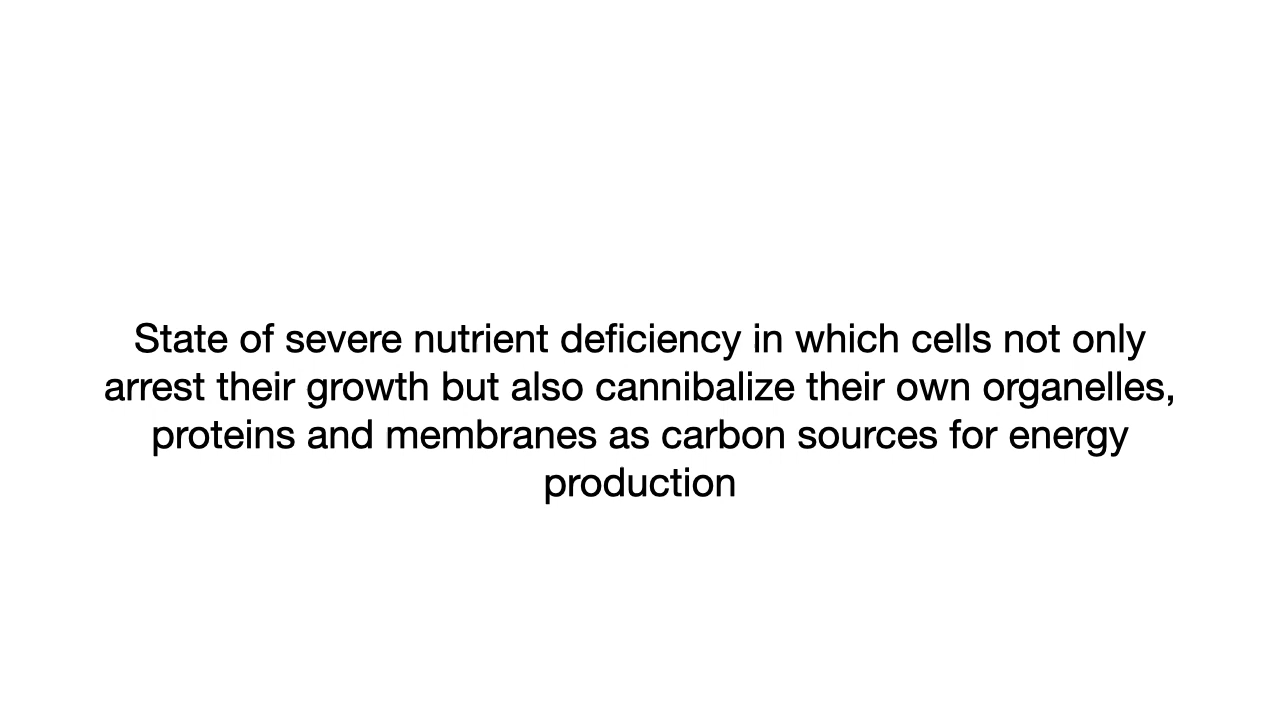 State of severe nutrient deficiency in which cells not only
arrest their growth but also cannibalize their own organelles,
proteins and membranes as carbon sources for energy
production